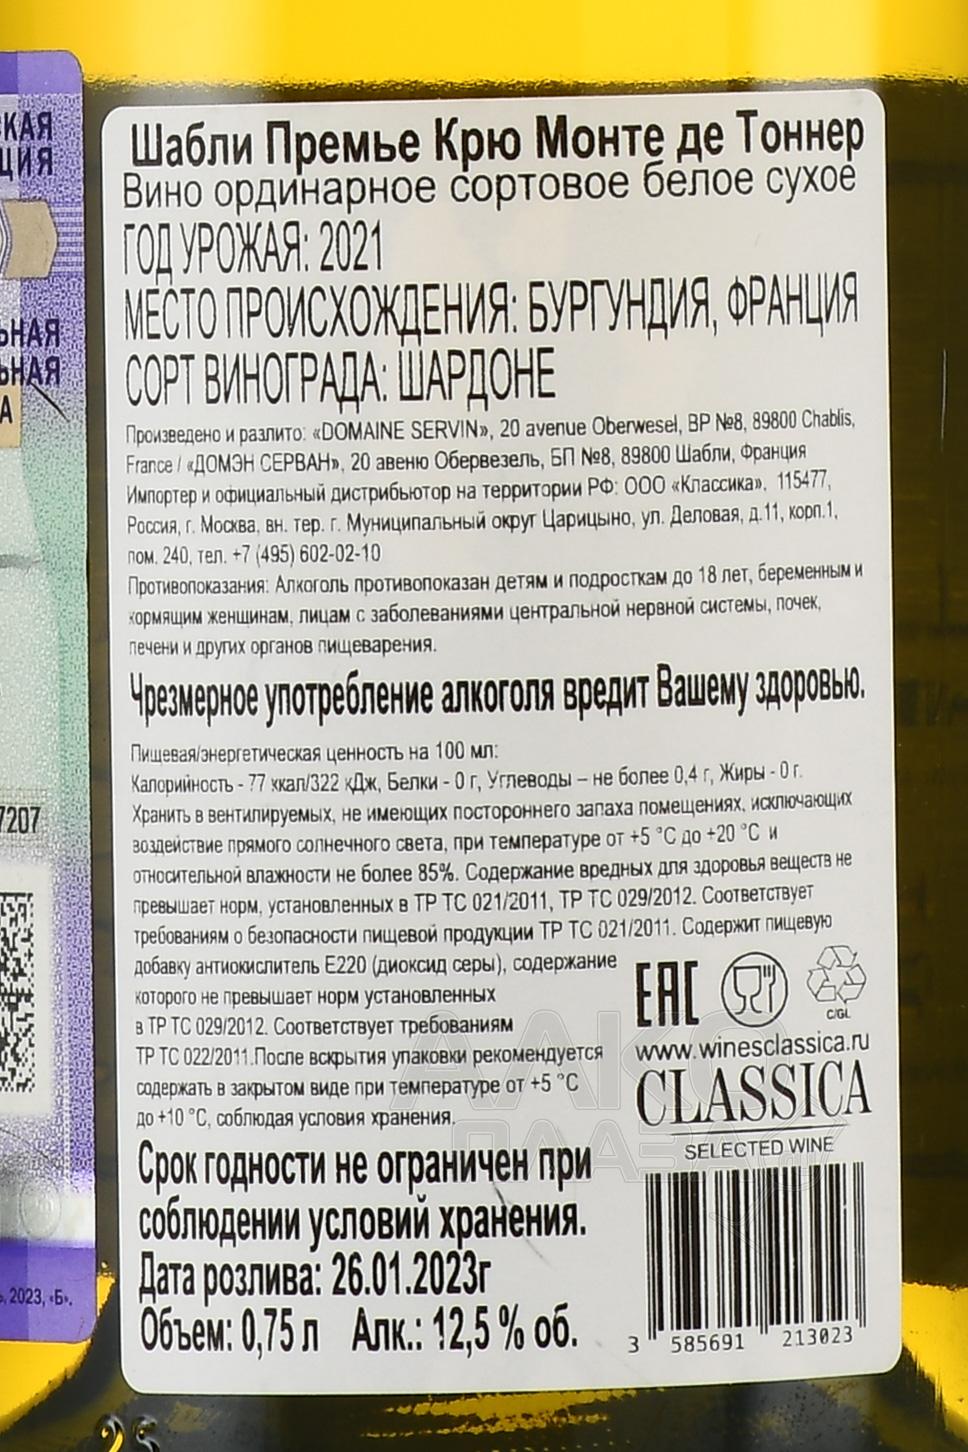 Шабли Премье Крю Монте де Тоннер
Вино ординарное сортовое белое сухое
ГОД УРОЖАЯ: 2021
МЕСТО ПРОИСХОЖДЕНИЯ: БУРГУНДИЯ, ФРАНЦИЯ
СОРТ ВИНОГРАДА: ШАРДОНЕ
Произведено и разлито: «DOMAINE SERVIN», 20 avenue Oberwesel, BP №8, 89800 Chablis,
France / «ДОМЭН СЕРВАН», 20 авеню Обервезель, БП №8, 89800 Шабли, Франция
Импортер и официальный дистрибьютор на территории РФ: ООО «Классика», 115477,
Россия, г. Москва, вн. тер. г. Муниципальный округ Царицыно, ул. Деловая, д.11, корп.1,
пом. 240, тел. +7 (495) 602-02-10
Противопоказания: Алкоголь противопоказан детям и подросткам до 18 лет, беременным и
кормящим женщинам, лицам с заболеваниями центральной нервной системы, почек,
печени и других органов пищеварения.
Чрезмерное употребление алкоголя вредит Вашему здоровью.
Пищевая/энергетическая ценность на 100 мл:
Калорийность - 77 ккал/322 кДж, Белки - 0 г, Углеводы – не более 0,4 г, Жиры - 0 г.
Хранить в вентилируемых, не имеющих постороннего запаха помещениях, исключающих
воздействие прямого солнечного света, при температуре от +5 °C до +20 °C и
относительной влажности не более 85%. Содержание вредных для здоровья веществ не
превышает норм, установленных в ТР ТС 021/2011, ТР ТС 029/2012. Соответствует
требованиям о безопасности пищевой продукции ТР ТС 021/2011. Содержит пищевую
добавку антиокислитель Е220 (диоксид серы), содержание
которого не превышает норм установленных
в ТР ТС 029/2012. Соответствует требованиям
ТР ТС 022/2011.После вскрытия упаковки рекомендуется
содержать в закрытом виде при температуре от +5 °C
до +10 °C, соблюдая условия хранения.
Срок годности не ограничен при
соблюдении условий хранения.
Дата розлива: 26.01.2023г
Объем: 0,75 л Алк.: 12,5 % об.
EAC
C/GL
www.winesclassica.ru
CLASSICA
SELECTED WINE
3 585691 213023
СКАЯ
ЦИЯ
ЬНАЯ
ЬНАЯ
А
7207
2023, «Б».
АЛКО
ПЛАЗА